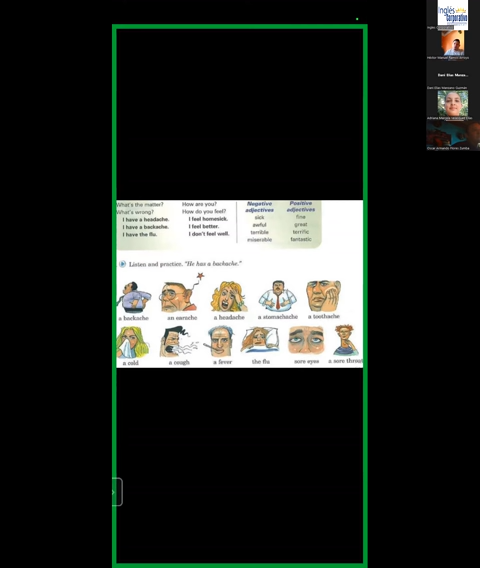 Inglés
Corporativo
What's the matter?
What's wrong?
I have a headache.
I have a backache.
I have the flu.
How are you?
How do you feel?
I feel homesick.
I feel better.
I don't feel well.
Negative
adjectives
sick
awful
terrible
miserable
Positive
adjectives
fine
great
terrific
fantastic
Listen and practice. "He has a backache."
a backache an earache a headache a stomachache a toothache
a cold a cough a fever the flu sore eyes a sore throat